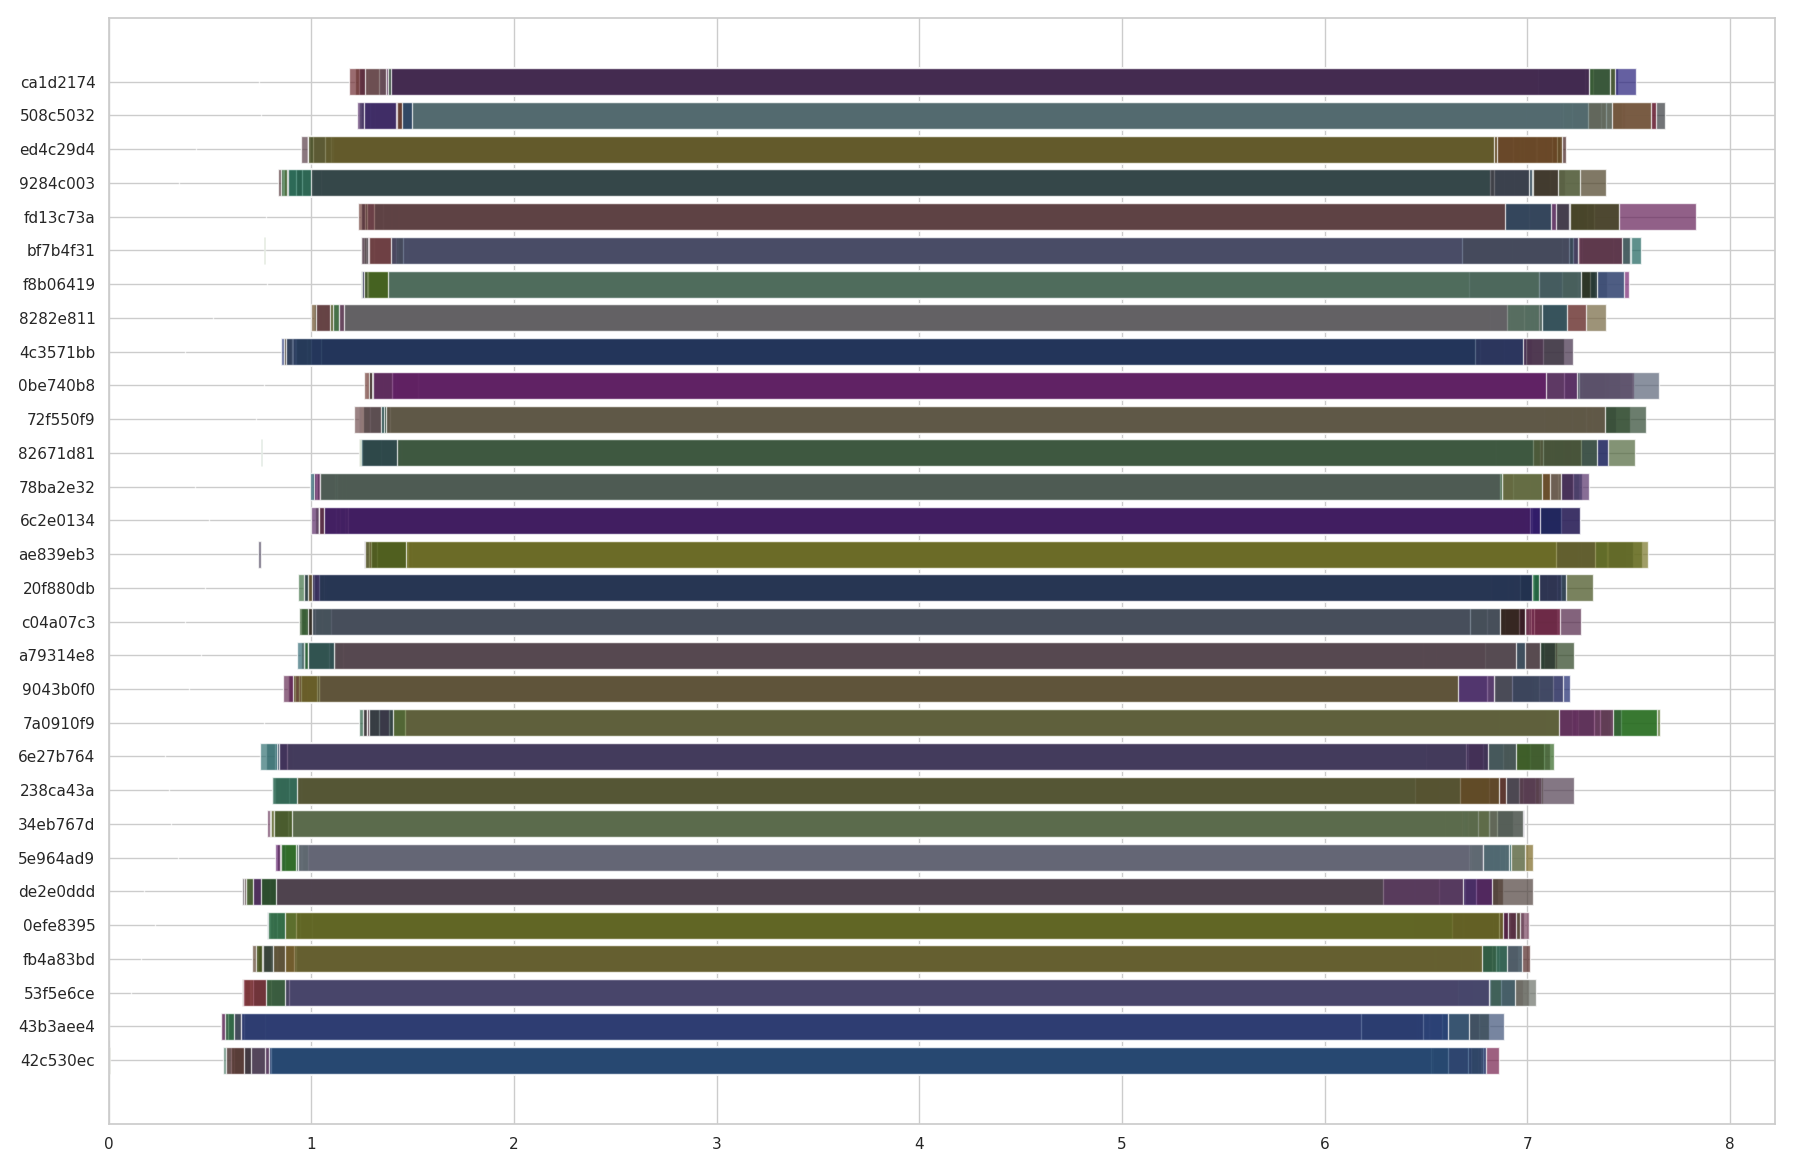 ca1d2174
508c5032
ed4c29d4
9284c003
fd13c73a
bf7b4f31
f8b06419
8282e811
4c3571bb
0be740b8
72f550f9
82671d81
78ba2e32
6c2e0134
ae839eb3
20f880db
c04a07c3
a79314e8
9043b0f0
7a0910f9
6e27b764
238ca43a
34eb767d
5e964ad9
de2e0ddd
0efe8395
fb4a83bd
53f5e6ce
43b3aee4
42c530ec
0 1 2 3 4 5 6 7 8